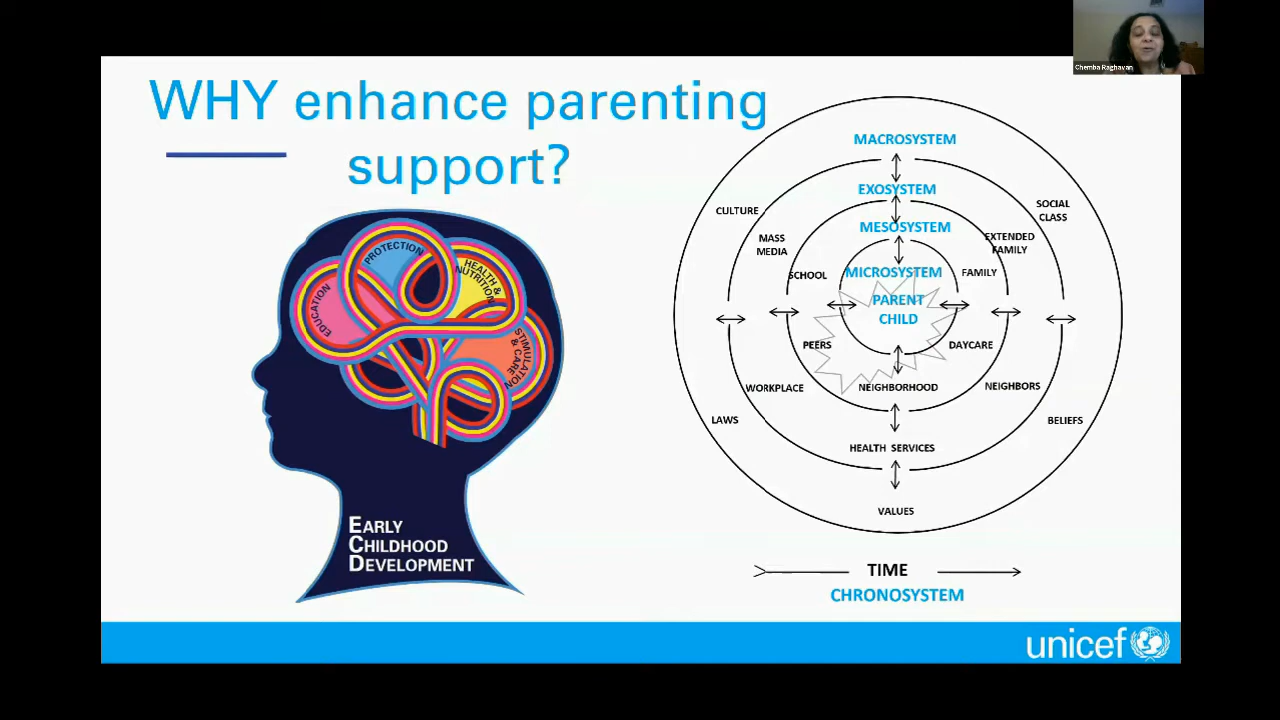 Chemba Raghavan
WHY enhance parenting
support?
EDUCATION
PROTECTION
HEALTH &
NUTRITION
STIMULATION
& CARE
EARLY
CHILDHOOD
DEVELOPMENT
MACROSYSTEM
EXOSYSTEM
CULTURE
SOCIAL
CLASS
MESOSYSTEM
MASS
MEDIA
EXTENDED
FAMILY
SCHOOL
MICROSYSTEM
FAMILY
PARENT
CHILD
PEERS
DAYCARE
WORKPLACE
NEIGHBORHOOD
NEIGHBORS
LAWS
BELIEFS
HEALTH SERVICES
VALUES
TIME
CHRONOSYSTEM
unicef